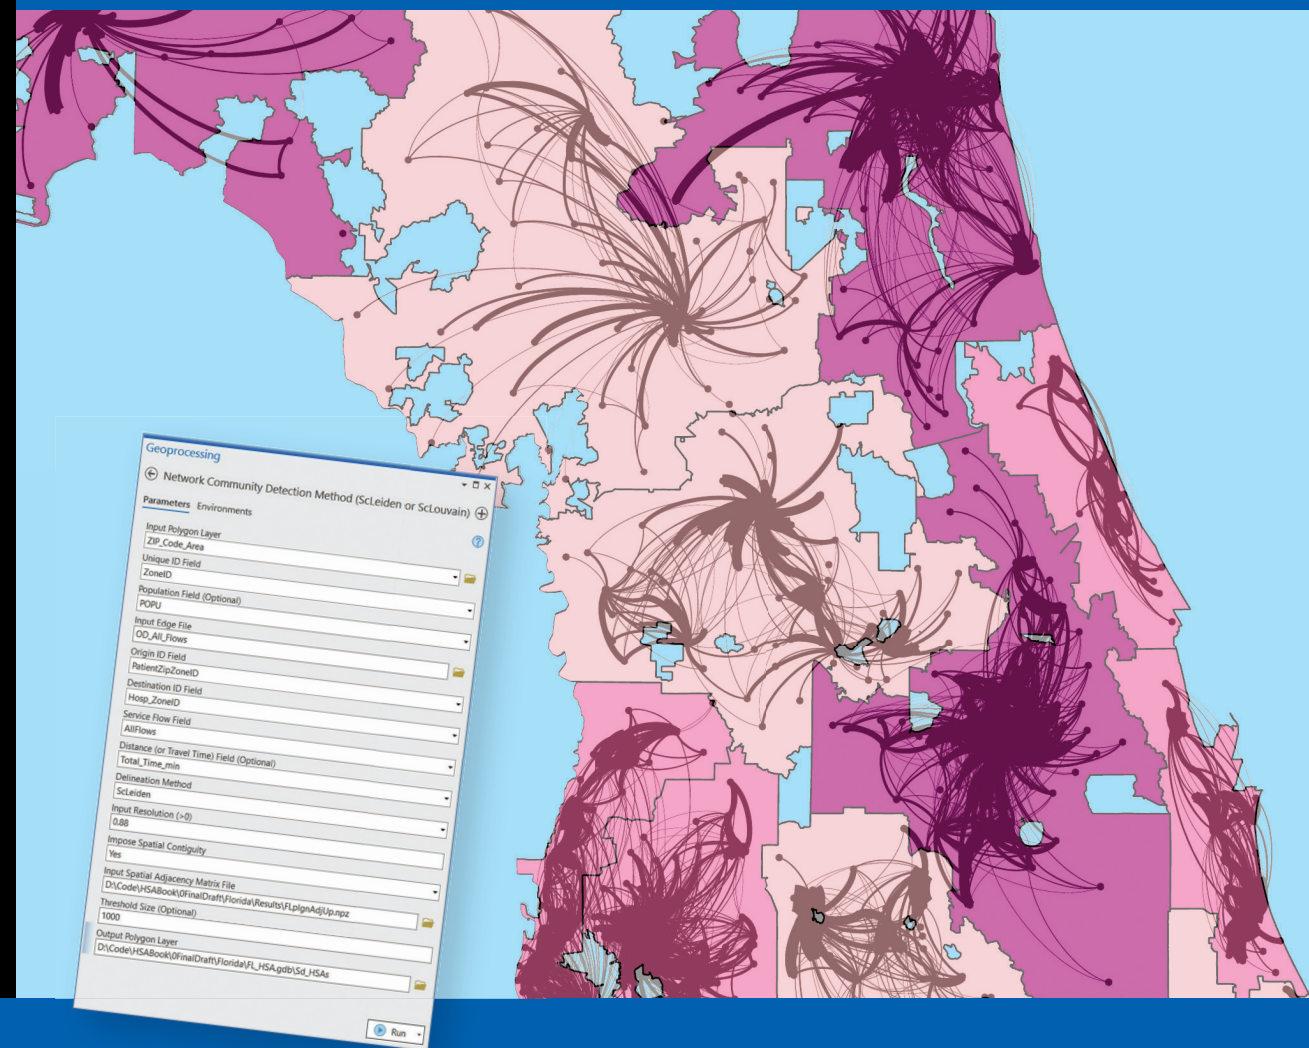 Geoprocessing
Network Community Detection Method (ScLeiden or ScLouvain)
Parameters Environments
Input Polygon Layer
ZIP_Code_Area
Unique ID Field
ZoneID
Population Field (Optional)
POPU
Input Edge File
OD_All_Flows
Origin ID Field
PatientZipZoneID
Destination ID Field
Hosp_ZoneID
Service Flow Field
AllFlows
Distance (or Travel Time) Field (Optional)
Total_Time_min
Delineation Method
ScLeiden
Input Resolution (>0)
0.88
Impose Spatial Contiguity
Yes
Input Spatial Adjacency Matrix File
D:\Code\HSABook\0FinalDraft\Florida\Results\FLplgnAdjUp.npz
Threshold Size (Optional)
1000
Output Polygon Layer
D:\Code\HSABook\0FinalDraft\Florida\FL_HSA.gdb\Sd_HSAs
Run